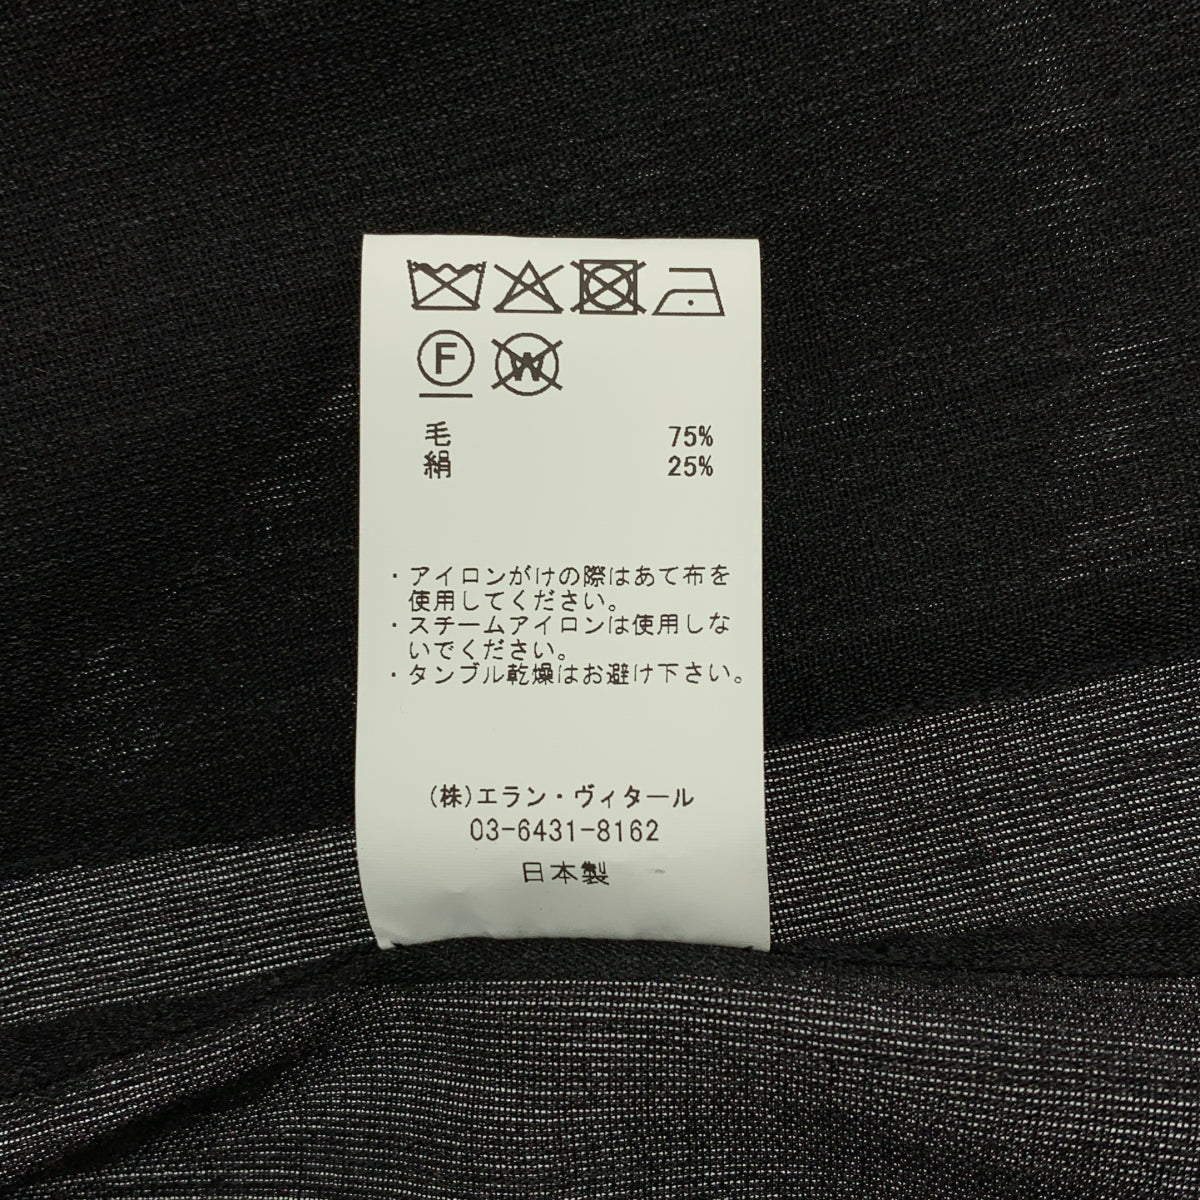 F W
毛 75%
絹 25%
・アイロンがけの際はあて布を
使用してください。
・スチームアイロンは使用しな
いでください。
・タンブル乾燥はお避け下さい。
(株)エラン・ヴィタール
03-6431-8162
日本製